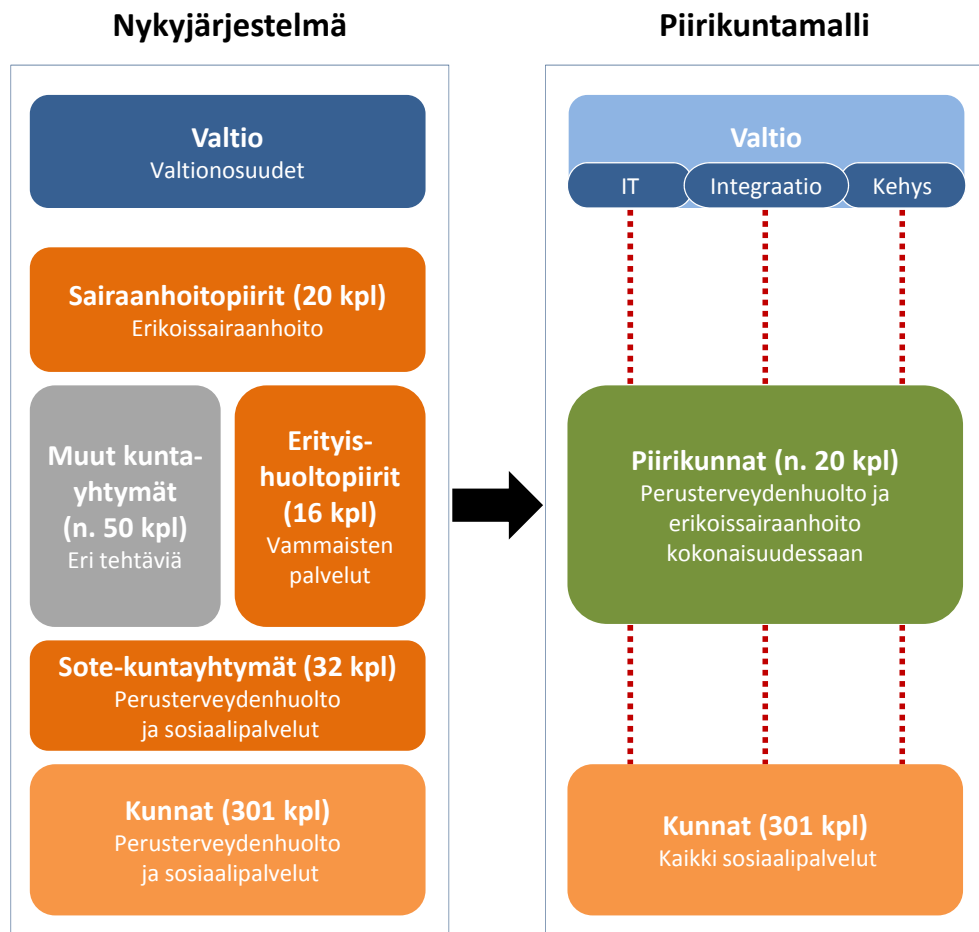 Nykyjärjestelmä
Valtio
Valtionosuudet
Sairaanhoitopiirit (20 kpl)
Erikoissairaanhoito
Muut kunta-
yhtymät
(n. 50 kpl)
Eri tehtäviä
Erityis-
huoltopiirit
(16 kpl)
Vammaisten
palvelut
Sote-kuntayhtymät (32 kpl)
Perusterveydenhuolto
ja sosiaalipalvelut
Kunnat (301 kpl)
Perusterveydenhuolto
ja sosiaalipalvelut
Piirikuntamalli
Valtio
IT
Integraatio
Kehys
Piirikunnat (n. 20 kpl)
Perusterveydenhuolto ja
erikoissairaanhoito
kokonaisuudessaan
Kunnat (301 kpl)
Kaikki sosiaalipalvelut